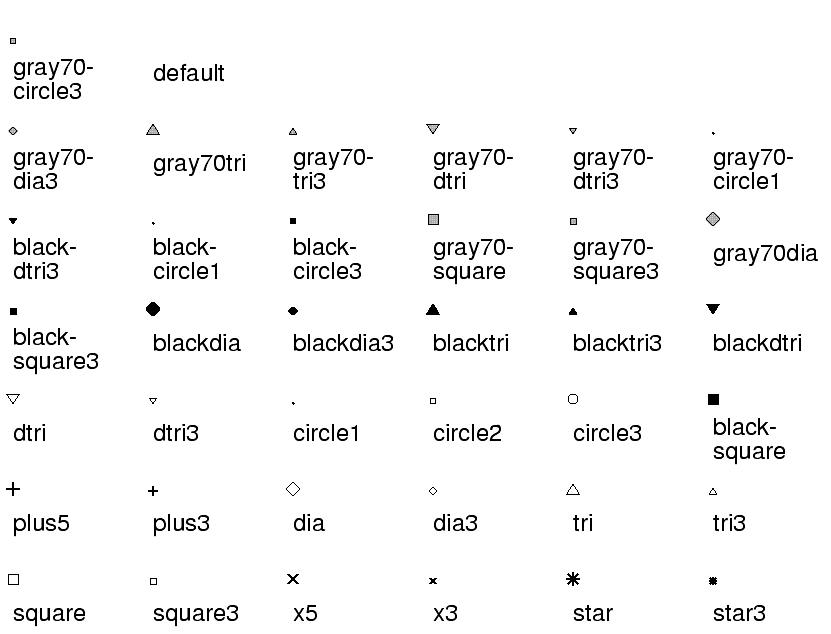 gray70-
circle3
default
gray70-
dia3
gray70tri
gray70-
tri3
gray70-
dtri
gray70-
dtri3
gray70-
circle1
black-
dtri3
black-
circle1
black-
circle3
gray70-
square
gray70-
square3
gray70dia
black-
square3
blackdia
blackdia3
blacktri
blacktri3
blackdtri
dtri
dtri3
circle1
circle2
circle3
black-
square
plus5
plus3
dia
dia3
tri
tri3
square
square3
x5
x3
star
star3